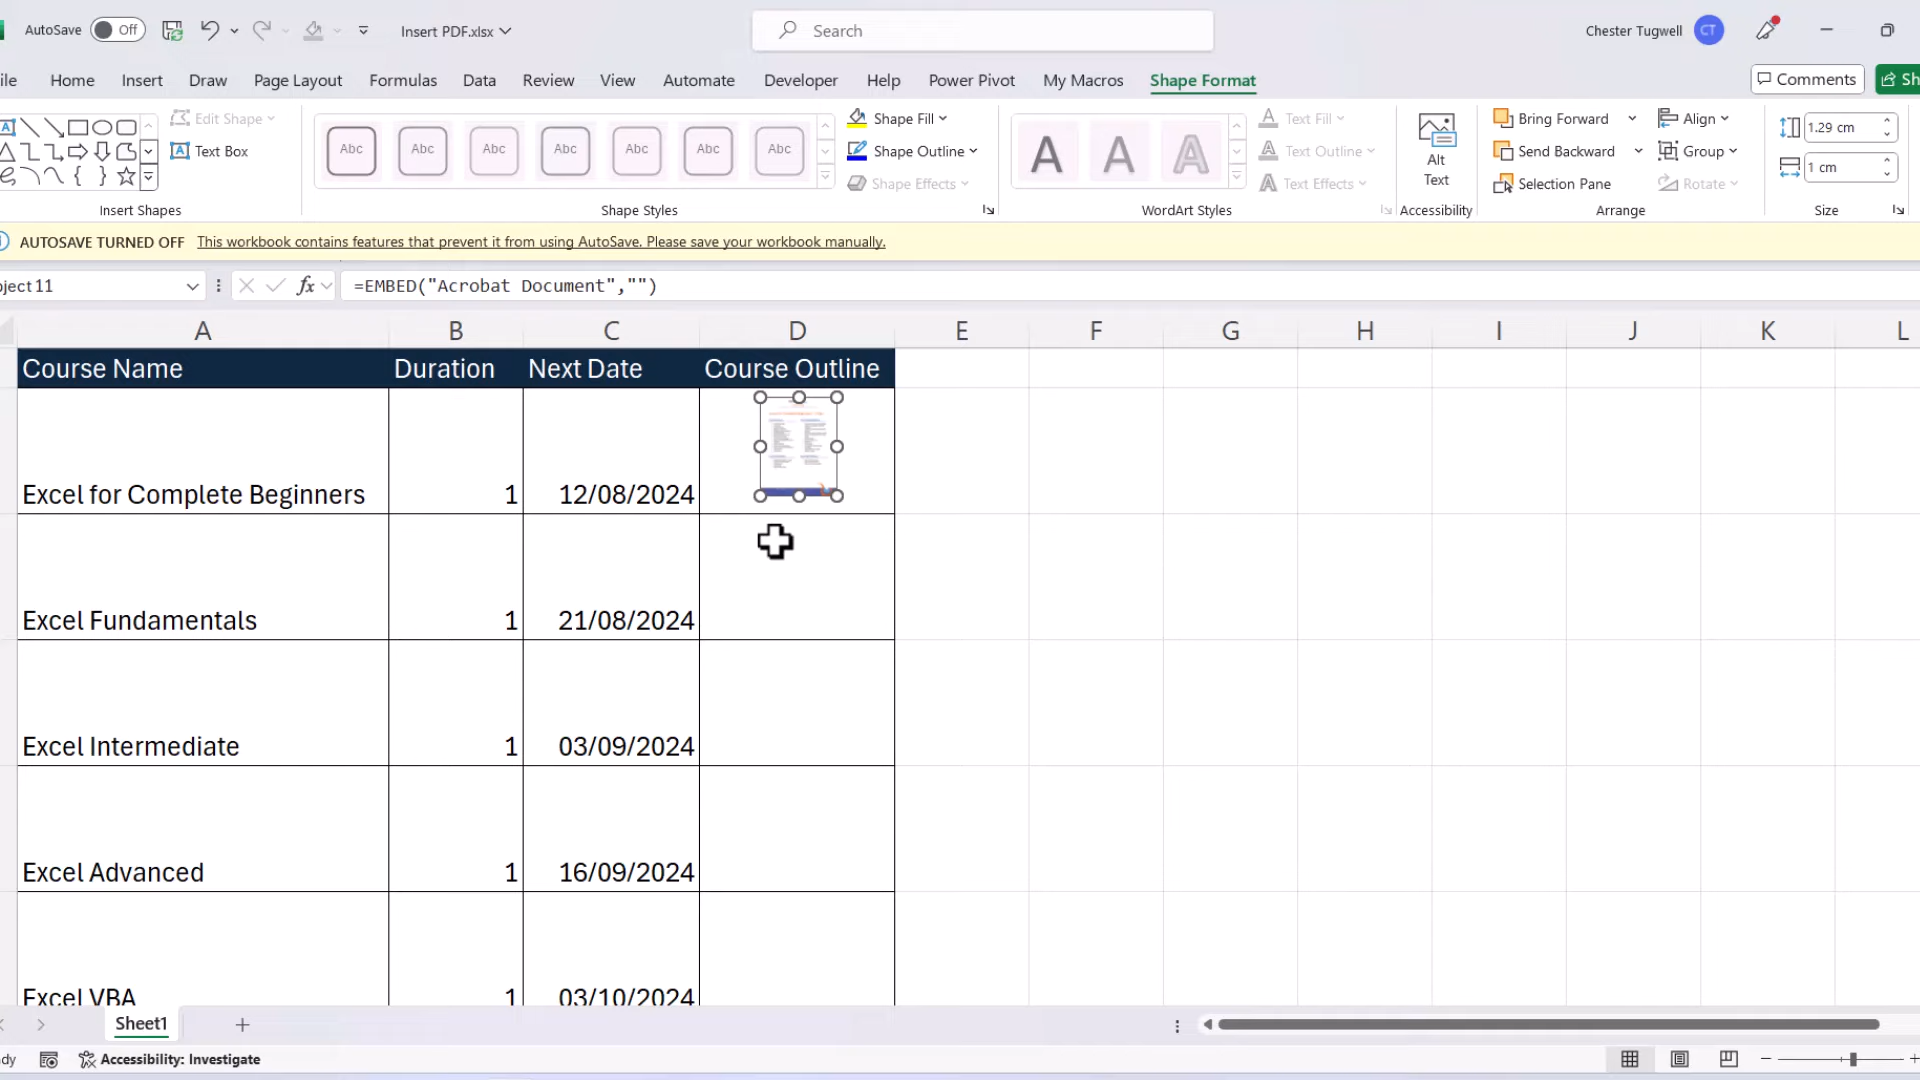 AutoSave Off Insert PDF.xlsx Search Chester Tugwell CT
ile Home Insert Draw Page Layout Formulas Data Review View Automate Developer Help Power Pivot My Macros Shape Format Comments Sh
Edit Shape
Text Box
Insert Shapes
Abc Abc Abc Abc Abc Abc Abc
Shape Fill
Shape Outline
Shape Effects
Shape Styles
A A A
Text Fill
Text Outline
Text Effects
WordArt Styles
Alt
Text
Accessibility
Bring Forward
Send Backward
Selection Pane
Align
Group
Rotate
Arrange
1.29 cm
1 cm
Size
AUTOSAVE TURNED OFF This workbook contains features that prevent it from using AutoSave. Please save your workbook manually.
ject 11 fx =EMBED("Acrobat Document","")
A B C D E F G H I J K L
Course Name Duration Next Date Course Outline
Excel for Complete Beginners 1 12/08/2024
Excel Fundamentals 1 21/08/2024
Excel Intermediate 1 03/09/2024
Excel Advanced 1 16/09/2024
Excel VBA 1 03/10/2024
Sheet1
dy Accessibility: Investigate